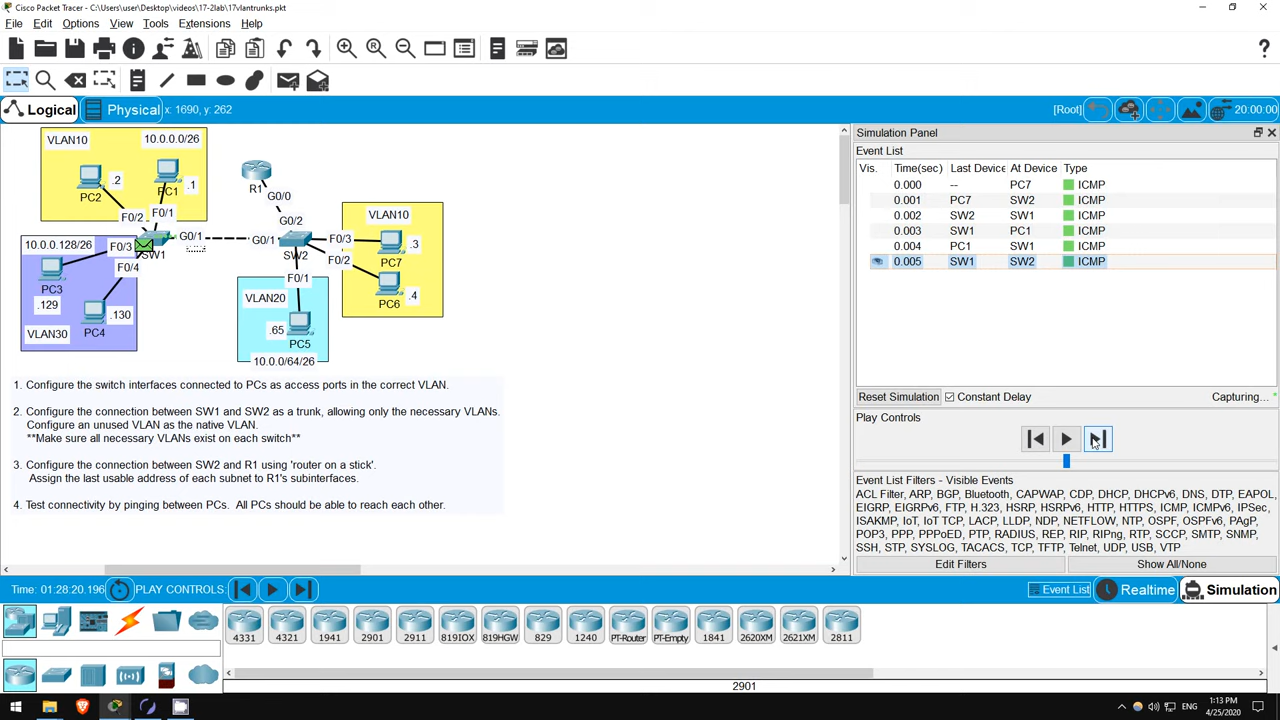 Cisco Packet Tracer - C:\Users\user\Desktop\videos\17-2lab\17vlantrunks.pkt
File Edit Options View Tools Extensions Help
Logical Physical x: 1690, y: 262 [Root] 20:00:00
VLAN10 10.0.0.0/26
PC2 .2 PC1 .1
F0/2 F0/1
R1 G0/0
G0/2
10.0.0.128/26 F0/3 SW1 G0/1 G0/1 SW2
F0/4
PC3 .129
PC4 .130
VLAN30
VLAN10
F0/3 PC7 .3
F0/2 PC6 .4
F0/1
VLAN20
.65 PC5
10.0.0/64/26
1. Configure the switch interfaces connected to PCs as access ports in the correct VLAN.
2. Configure the connection between SW1 and SW2 as a trunk, allowing only the necessary VLANs.
Configure an unused VLAN as the native VLAN.
**Make sure all necessary VLANs exist on each switch**
3. Configure the connection between SW2 and R1 using 'router on a stick'.
Assign the last usable address of each subnet to R1's subinterfaces.
4. Test connectivity by pinging between PCs. All PCs should be able to reach each other.
Simulation Panel
Event List
Vis. Time(sec) Last Device At Device Type
0.000 -- PC7 ICMP
0.001 PC7 SW2 ICMP
0.002 SW2 SW1 ICMP
0.003 SW1 PC1 ICMP
0.004 PC1 SW1 ICMP
0.005 SW1 SW2 ICMP
Reset Simulation Constant Delay Capturing...
Play Controls
Event List Filters - Visible Events
ACL Filter, ARP, BGP, Bluetooth, CAPWAP, CDP, DHCP, DHCPv6, DNS, DTP, EAPOL,
EIGRP, EIGRPv6, FTP, H.323, HSRP, HSRPv6, HTTP, HTTPS, ICMP, ICMPv6, IPSec,
ISAKMP, IoT, IoT TCP, LACP, LLDP, NDP, NETFLOW, NTP, OSPF, OSPFv6, PAgP,
POP3, PPP, PPPoED, PTP, RADIUS, REP, RIP, RIPng, RTP, SCCP, SMTP, SNMP,
SSH, STP, SYSLOG, TACACS, TCP, TFTP, Telnet, UDP, USB, VTP
Edit Filters Show All/None
Time: 01:28:20.196 PLAY CONTROLS: Event List Realtime Simulation
4331 4321 1941 2901 2911 819IOX 819HGW 829 1240 PT-Router PT-Empty 1841 2620XM 2621XM 2811
2901
ENG 1:13 PM
4/25/2020